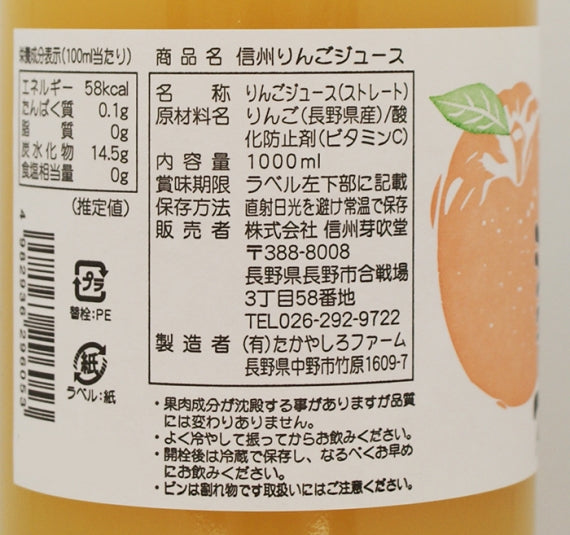 栄養成分表示(100ml当たり)
エネルギー 58kcal
たんぱく質 0.1g
脂質 0g
炭水化物 14.5g
食塩相当量 0g
(推定値)
プラ
替栓:PE
紙
ラベル:紙
4 982936 296053
商品名 信州りんごジュース
名称 りんごジュース(ストレート)
原材料名 りんご(長野県産)/酸
化防止剤(ビタミンC)
内容量 1000ml
賞味期限 ラベル左下部に記載
保存方法 直射日光を避け常温で保存
販売者 株式会社 信州芽吹堂
〒388-8008
長野県長野市合戦場
3丁目58番地
TEL026-292-9722
製造者 (有)たかやしろファーム
長野県中野市竹原1609-7
・果肉成分が沈殿する事がありますが品質
には変わりありません。
・よく冷やして振ってからお飲みください。
・開栓後は冷蔵で保存し、なるべくお早め
にお飲みください。
・ビンは割れ物です取扱いにはご注意ください。